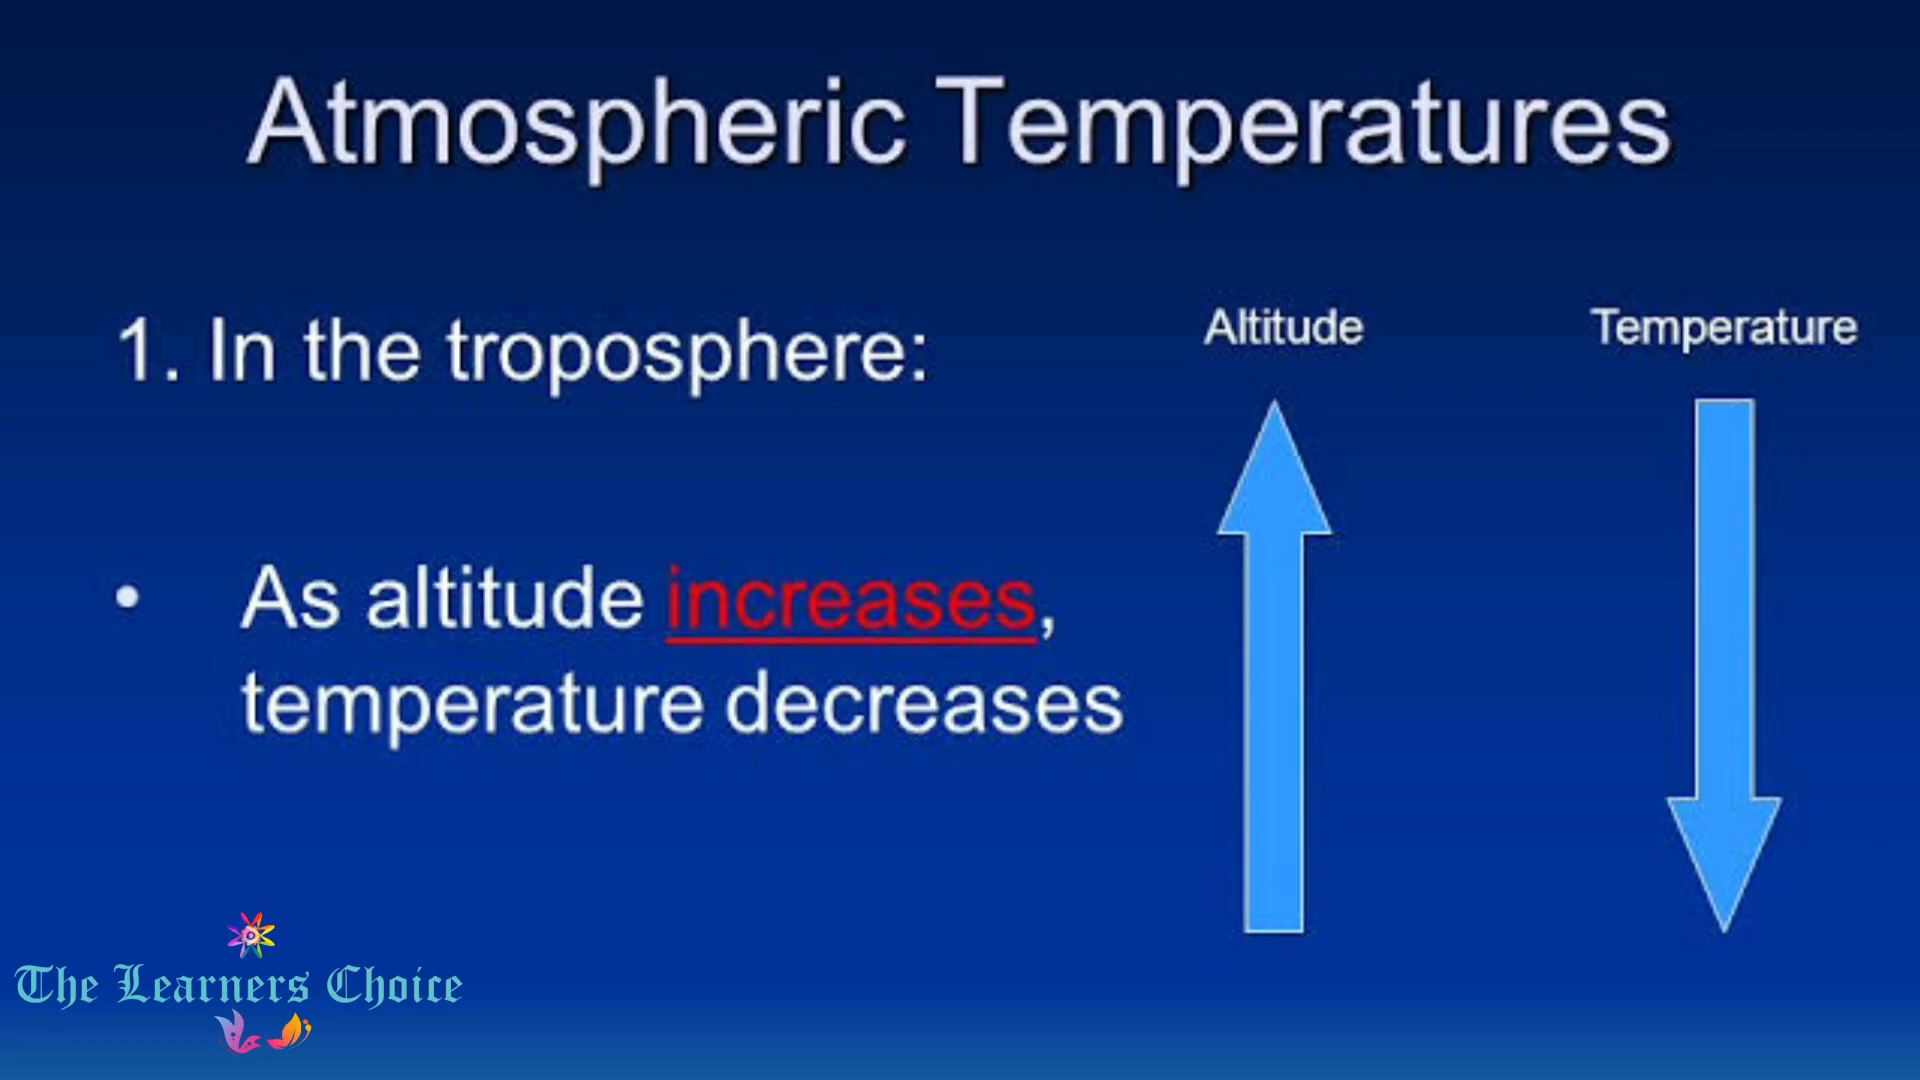 Atmospheric Temperatures
1. In the troposphere:
Altitude
Temperature
• As altitude increases,
temperature decreases
The Learners Choice